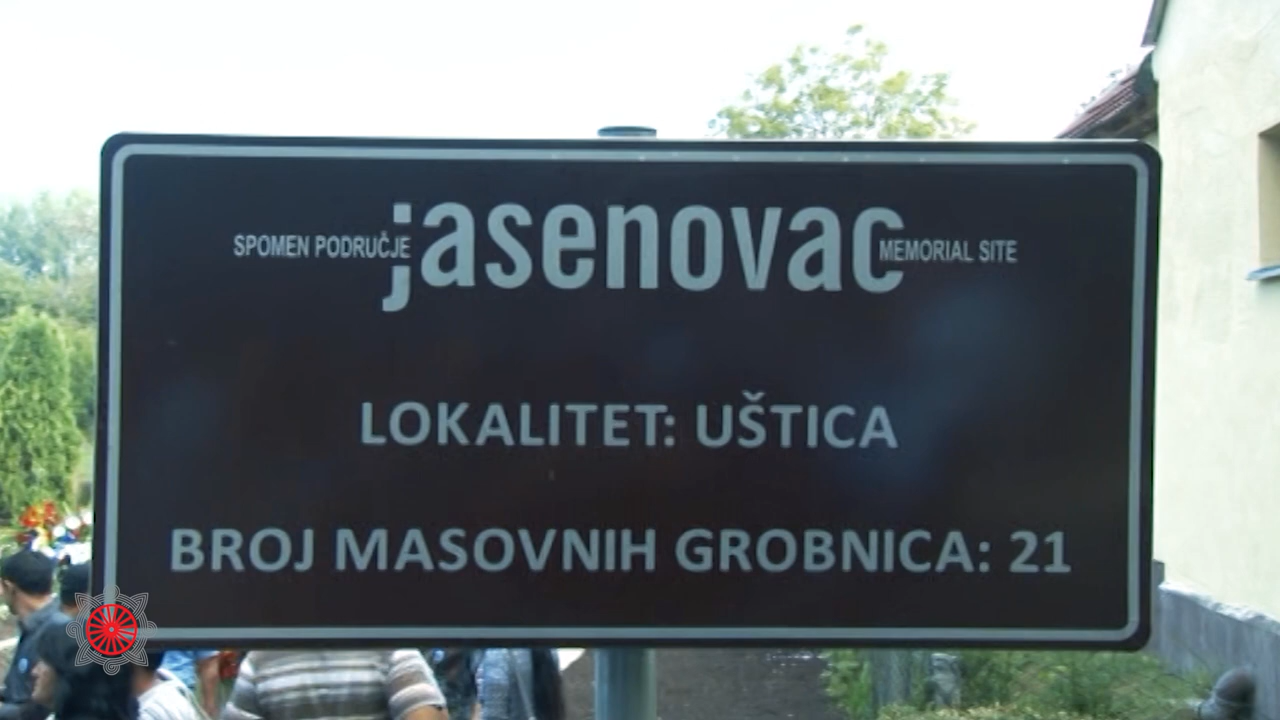 SPOMEN PODRUČJE jasenovac MEMORIAL SITE
LOKALITET: UŠTICA
BROJ MASOVNIH GROBNICA: 21